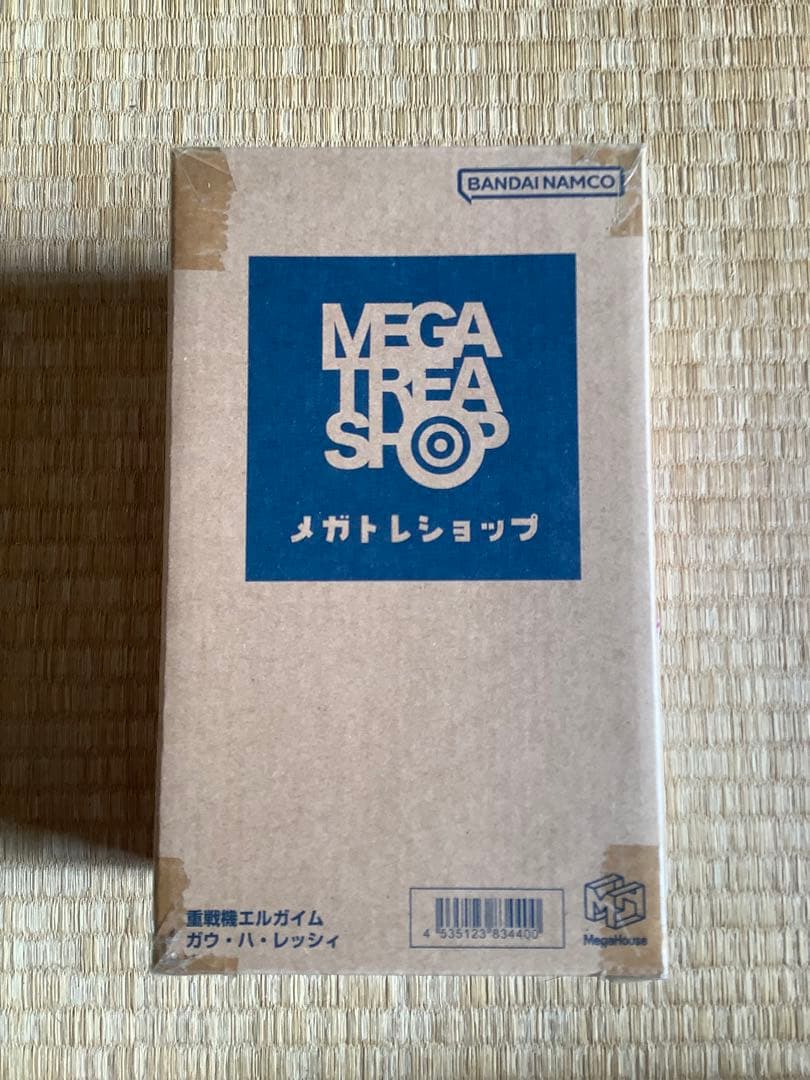 BANDAI NAMCO
MEGA
TREA
SHOP
メガトレショップ
重戦機エルガイム
ガウ・ハ・レッシィ
4 535123 834400
MegaHouse